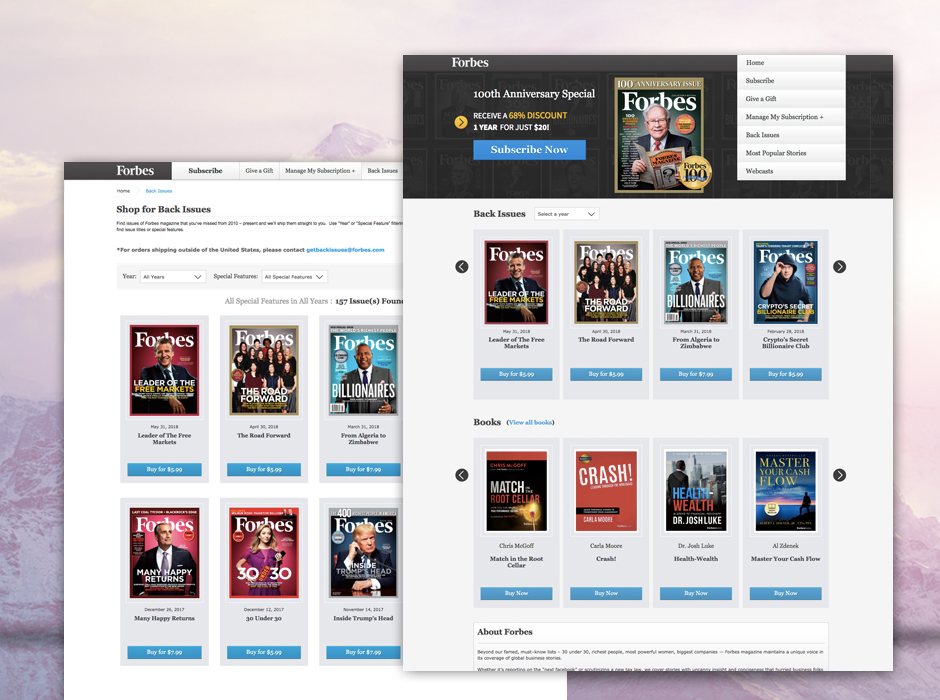 Forbes
Subscribe
Give a Gift
Manage My Subscription +
Back Issues
Home
Back Issues
Shop for Back Issues
Find issues of Forbes magazine that you've missed from 2010 – present and we'll ship them straight to you. Use "Year" or "Special Feature"
find issue titles or special features.
*For orders shipping outside of the United States, please contact getbackissues@forbes.com
Year: All Years Special Features: All Special Features
All Special Features in All Years : 157 Issue(s) Foun
Forbes
LEADER OF THE
FREE MARKETS
May 31, 2018
Leader of The Free
Markets
Buy for $5.99
Forbes
THE ROAD
FORWARD
April 30, 2018
The Road Forward
Buy for $5.99
THE WORLD'S RICHEST PEOPLE
Forbes
BILLIONAIRES
March 31, 2018
From Algeria to
Zimbabwe
Buy for $7.99
Forbes
MANY HAPPY
RETURNS
December 26, 2017
Many Happy Returns
Buy for $7.99
Forbes
30 UNDER 30
December 12, 2017
30 Under 30
Buy for $5.99
Forbes
400
INSIDE
TRUMP'S HEAD
November 14, 2017
Inside Trump's Head
Buy for $7.99
Forbes
100th Anniversary Special
RECEIVE A 68% DISCOUNT
1 YEAR FOR JUST $20!
Subscribe Now
100TH ANNIVERSARY ISSUE
Forbes
FORBES
MAGAZINE
Forbes
100
Home
Subscribe
Give a Gift
Manage My Subscription +
Back Issues
Most Popular Stories
Webcasts
Back Issues Select a year
Forbes
LEADER OF THE
FREE MARKETS
May 31, 2018
Leader of The Free
Markets
Buy for $5.99
Forbes
THE ROAD
FORWARD
April 30, 2018
The Road Forward
Buy for $5.99
THE WORLD'S RICHEST PEOPLE
Forbes
BILLIONAIRES
March 31, 2018
From Algeria to
Zimbabwe
Buy for $7.99
Forbes
CRYPTO'S SECRET
BILLIONAIRE CLUB
February 28, 2018
Crypto's Secret
Billionaire Club
Buy for $5.99
Books (View all books)
CHRIS McGOFF
MATCH IN THE
ROOT CELLAR
Chris McGoff
Match in the Root
Cellar
Buy Now
CRASH!
CARLA MOORE
Carla Moore
Crash!
Buy Now
HEALTH-
WEALTH
DR. JOSH LUKE
Dr. Josh Luke
Health-Wealth
Buy Now
MASTER
YOUR CASH
FLOW
Al Zdenek
Master Your Cash Flow
Buy Now
About Forbes
Beyond our famed, must-know lists – 30 under 30, richest people, most powerful women, biggest companies — Forbes magazine maintains a unique voice in
its coverage of global business stories.
Whether it's reporting on the "next Facebook" or scrutinizing a new tax law, we cover stories with uncanny insight and conciseness that hurried business folks